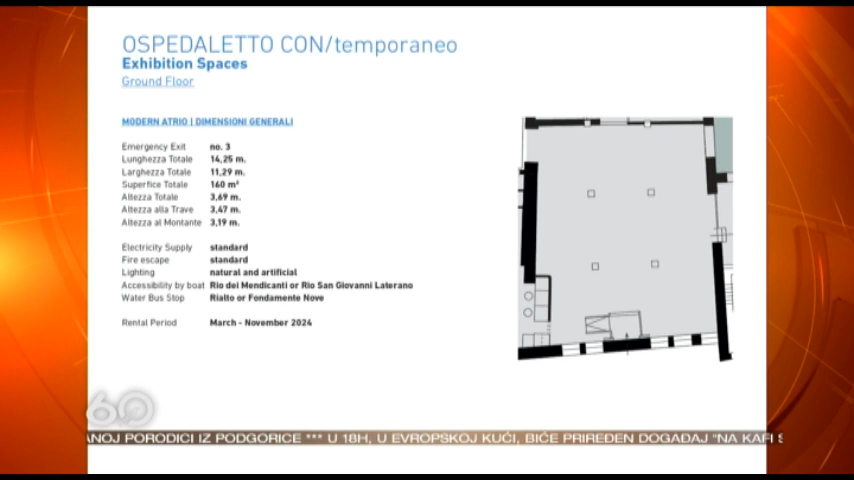 OSPEDALETTO CON/temporaneo
Exhibition Spaces
Ground Floor
MODERN ATRIO | DIMENSIONI GENERALI
Emergency Exit no. 3
Lunghezza Totale 14,25 m.
Larghezza Totale 11,29 m.
Superfice Totale 160 m²
Altezza Totale 3,69 m.
Altezza alla Trave 3,47 m.
Altezza al Montante 3,19 m.
Electricity Supply standard
Fire escape standard
Lighting natural and artificial
Accessibility by boat Rio dei Mendicanti or Rio San Giovanni Laterano
Water Bus Stop Rialto or Fondamente Nove
Rental Period March - November 2024
60
ANOJ PORODICI IZ PODGORICE *** U 18H, U EVROPSKOJ KUĆI, BIĆE PRIREĐEN DOGAĐAJ "NA KAFI